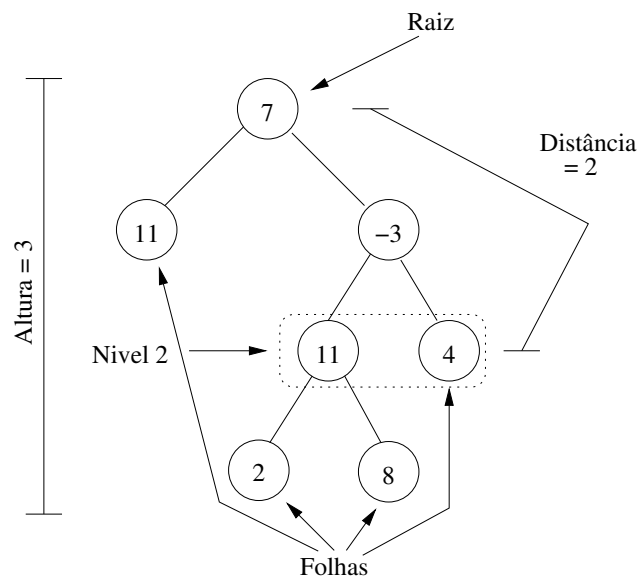 Raiz
7
Distância
= 2
11
−3
Altura = 3
Nivel 2
11
4
2
8
Folhas